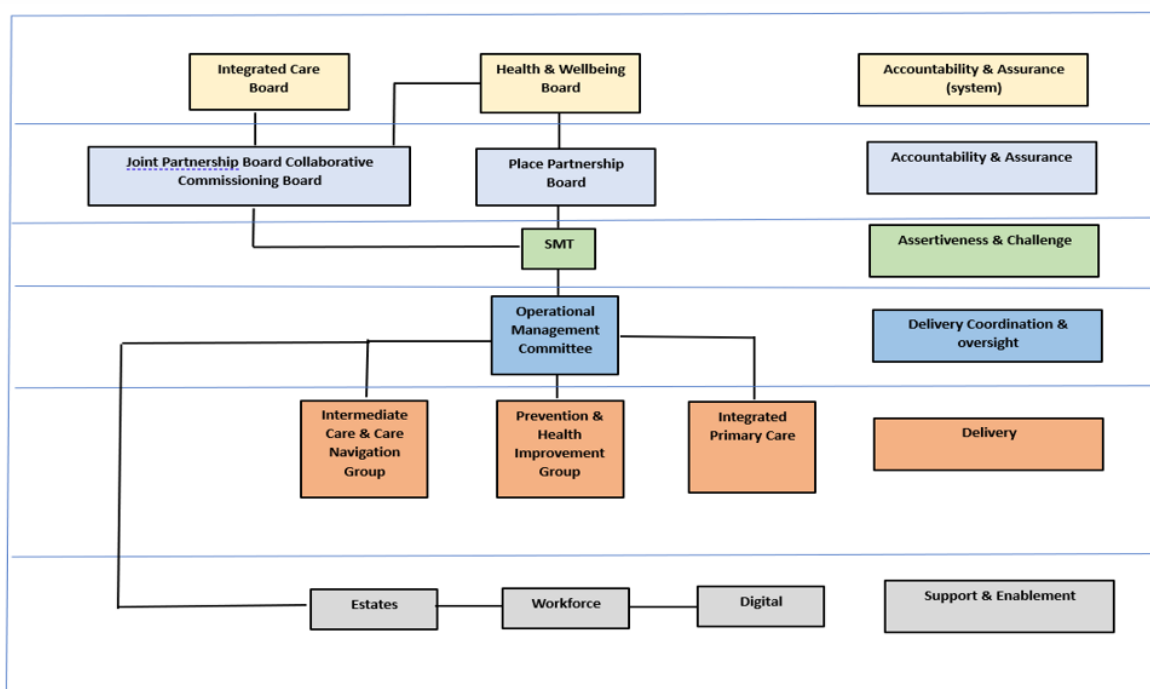 Integrated Care
Board
Health & Wellbeing
Board
Accountability & Assurance
(system)
Joint Partnership Board Collaborative
Commissioning Board
Place Partnership
Board
Accountability & Assurance
SMT
Assertiveness & Challenge
Operational
Management
Committee
Delivery Coordination &
oversight
Intermediate
Care & Care
Navigation
Group
Prevention &
Health
Improvement
Group
Integrated
Primary Care
Delivery
Estates
Workforce
Digital
Support & Enablement